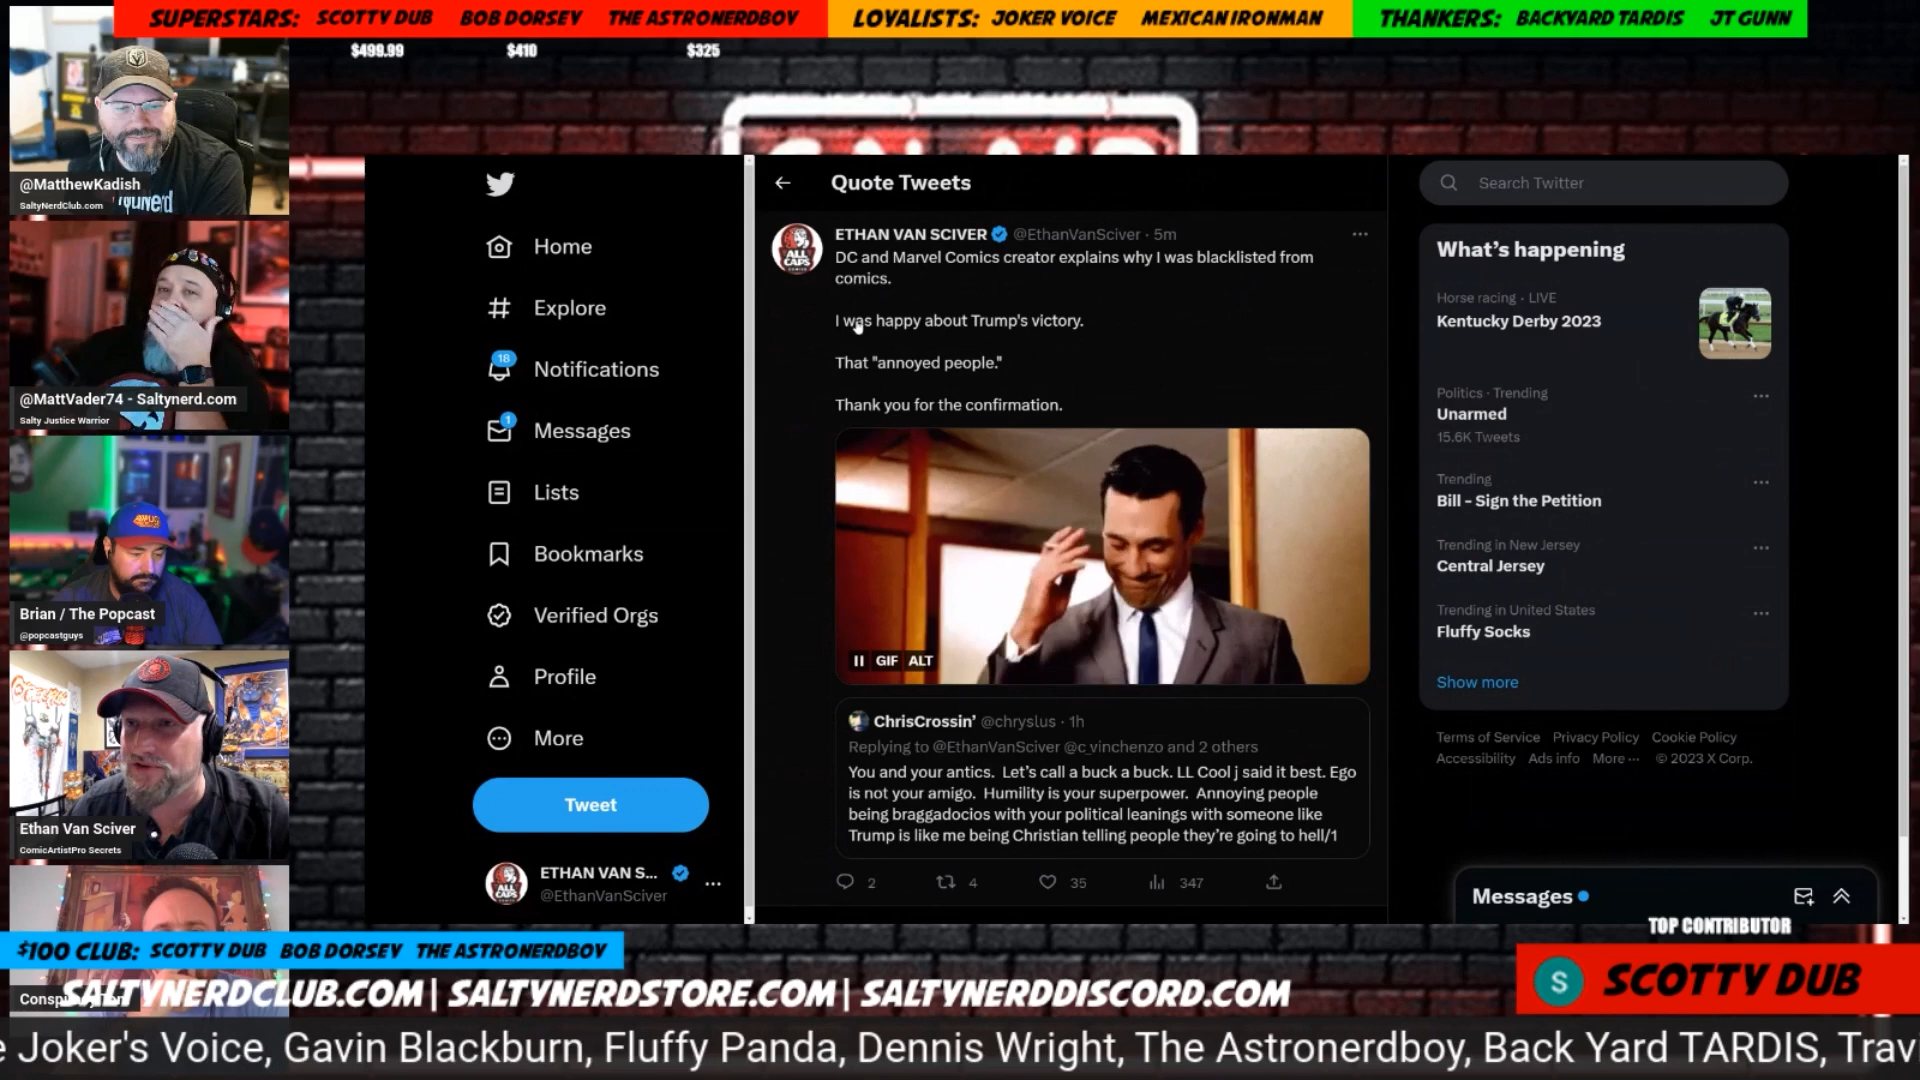 SUPERSTARS: SCOTTY DUB BOB DORSEY THE ASTRONERDBOY LOYALISTS: JOKER VOICE MEXICAN IRONMAN THANKERS: BACKYARD TARDIS JT GUNN
$499.99 $410 $325
@MatthewKadish
SaltyNerdClub.com
@MattVader74 - Saltynerd.com
Salty Justice Warrior
Brian / The Popcast
@popcastguys
Ethan Van Sciver
ComicArtistPro Secrets
Home
Explore
18
Notifications
1
Messages
Lists
Bookmarks
Verified Orgs
Profile
More
Tweet
ETHAN VAN S...
@EthanVanSciver
Quote Tweets
ALL CAPS
ETHAN VAN SCIVER @EthanVanSciver · 5m
DC and Marvel Comics creator explains why I was blacklisted from
comics.
I was happy about Trump's victory.
That "annoyed people."
Thank you for the confirmation.
GIF ALT
ChrisCrossin’ @chryslus · 1h
Replying to @EthanVanSciver @c_vinchenzo and 2 others
You and your antics. Let’s call a buck a buck. LL Cool j said it best. Ego
is not your amigo. Humility is your superpower. Annoying people
being braggadocios with your political leanings with someone like
Trump is like me being Christian telling people they’re going to hell/1
2 4 35 347
Search Twitter
What’s happening
Horse racing · LIVE
Kentucky Derby 2023
Politics · Trending
Unarmed
15.6K Tweets
Trending
Bill - Sign the Petition
Trending in New Jersey
Central Jersey
Trending in United States
Fluffy Socks
Show more
Terms of Service Privacy Policy Cookie Policy
Accessibility Ads info More ··· © 2023 X Corp.
Messages
TOP CONTRIBUTOR
S SCOTTY DUB
$100 CLUB: SCOTTY DUB BOB DORSEY THE ASTRONERDBOY
SALTYNERDCLUB.COM | SALTYNERDSTORE.COM | SALTYNERDDISCORD.COM
e Joker's Voice, Gavin Blackburn, Fluffy Panda, Dennis Wright, The Astronerdboy, Back Yard TARDIS, Trav